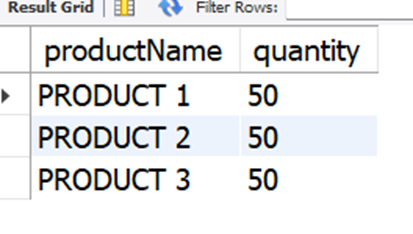 Result Grid Filter Rows:
productName quantity
PRODUCT 1 50
PRODUCT 2 50
PRODUCT 3 50